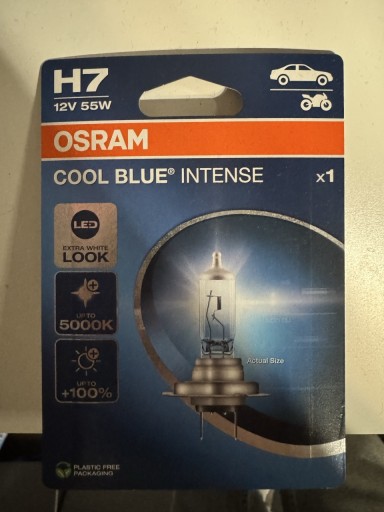 H7
12V 55W
OSRAM
COOL BLUE® INTENSE x1
LED
EXTRA WHITE
LOOK
UP TO
5000K
UP TO
+100%
Actual Size
PLASTIC FREE
PACKAGING